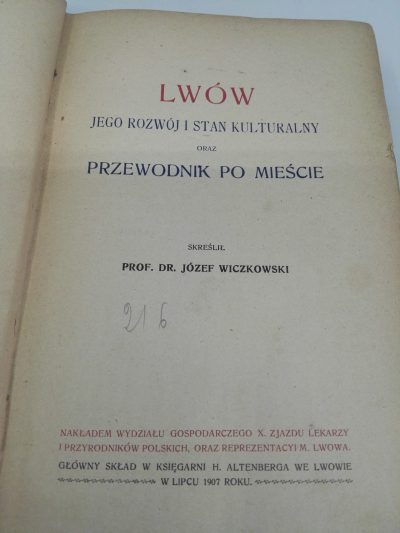 LWÓW
JEGO ROZWÓJ I STAN KULTURALNY
ORAZ
PRZEWODNIK PO MIEŚCIE
SKREŚLIŁ
PROF. DR. JÓZEF WICZKOWSKI
216
NAKŁADEM WYDZIAŁU GOSPODARCZEGO X. ZJAZDU LEKARZY
I PRZYRODNIKÓW POLSKICH, ORAZ REPREZENTACYI M. LWOWA.
GŁÓWNY SKŁAD W KSIĘGARNI H. ALTENBERGA WE LWOWIE
W LIPCU 1907 ROKU.